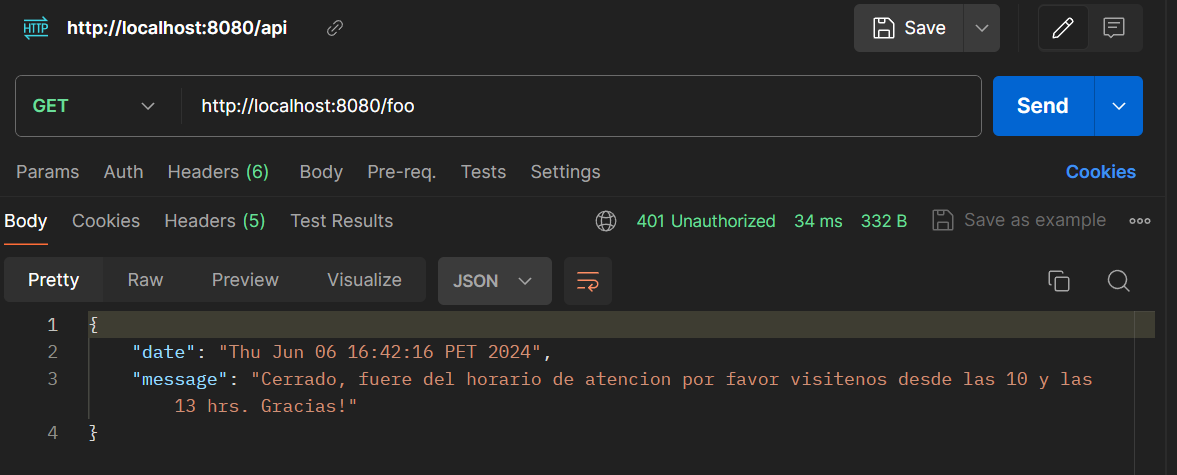 HTTP http://localhost:8080/api Save
GET http://localhost:8080/foo Send
Params Auth Headers (6) Body Pre-req. Tests Settings Cookies
Body Cookies Headers (5) Test Results 401 Unauthorized 34 ms 332 B Save as example
Pretty Raw Preview Visualize JSON
1 {
2 "date": "Thu Jun 06 16:42:16 PET 2024",
3 "message": "Cerrado, fuere del horario de atencion por favor visitenos desde las 10 y las
13 hrs. Gracias!"
4 }